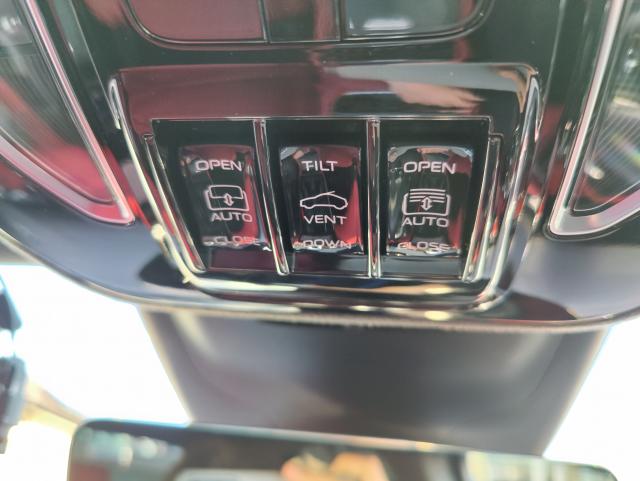 OPEN
AUTO
CLOSE
TILT
VENT
DOWN
OPEN
AUTO
CLOSE